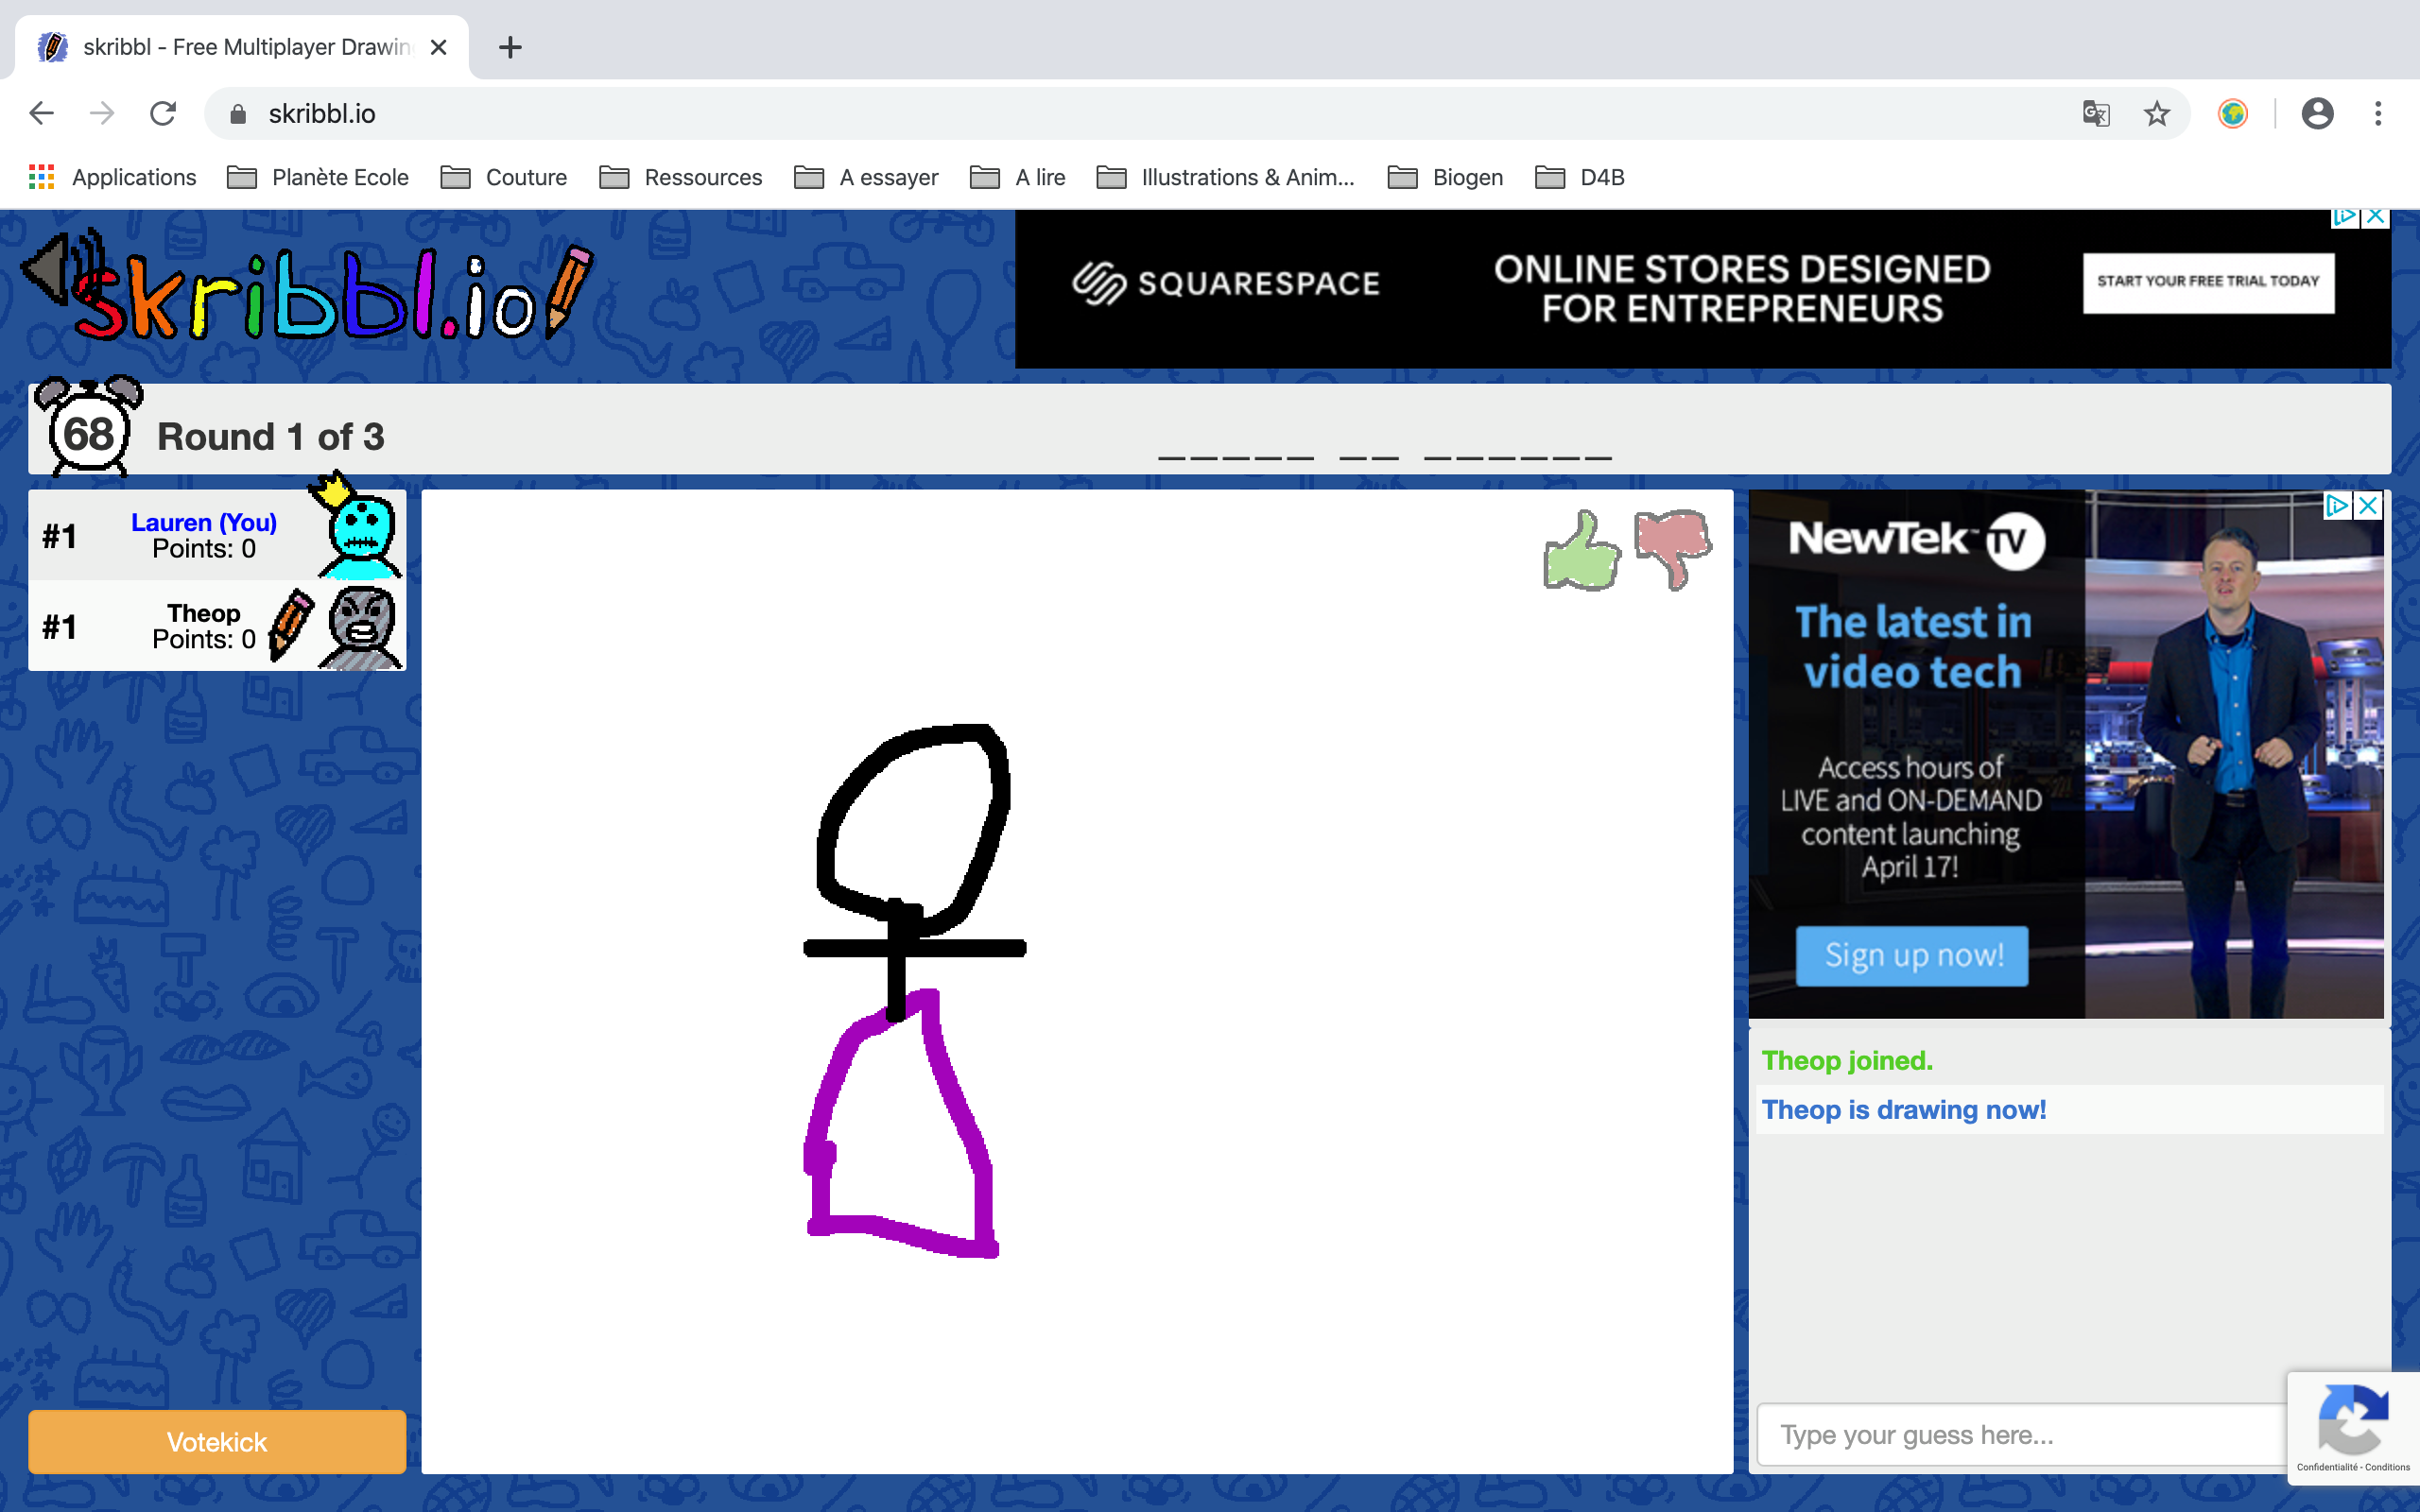 skribbl - Free Multiplayer Drawin
skribbl.io
Applications Planète Ecole Couture Ressources A essayer A lire Illustrations & Anim... Biogen D4B
skribbl.io
SQUARESPACE
ONLINE STORES DESIGNED
FOR ENTREPRENEURS
START YOUR FREE TRIAL TODAY
68 Round 1 of 3 _____ __ ______
#1 Lauren (You)
Points: 0
#1 Theop
Points: 0
NewTek™ TV
The latest in
video tech
Access hours of
LIVE and ON-DEMAND
content launching
April 17!
Sign up now!
Theop joined.
Theop is drawing now!
Votekick
Type your guess here...
Confidentialité - Conditions